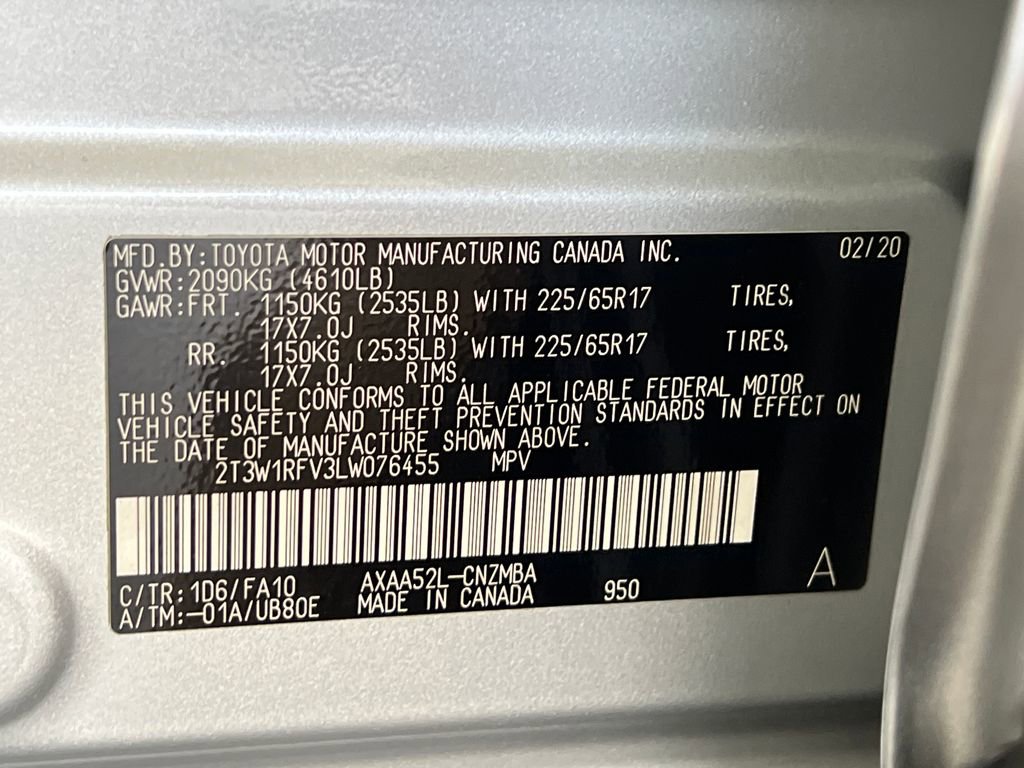 MFD.BY:TOYOTA MOTOR MANUFACTURING CANADA INC. 02/20
GVWR:2090KG (4610LB)
GAWR:FRT. 1150KG (2535LB) WITH 225/65R17 TIRES,
17X7.0J RIMS.
RR. 1150KG (2535LB) WITH 225/65R17 TIRES,
17X7.0J RIMS.
THIS VEHICLE CONFORMS TO ALL APPLICABLE FEDERAL MOTOR
VEHICLE SAFETY AND THEFT PREVENTION STANDARDS IN EFFECT ON
THE DATE OF MANUFACTURE SHOWN ABOVE.
2T3W1RFV3LW076455 MPV
C/TR:1D6/FA10 AXAA52L-CNZMBA 950 A
A/TM:-01A/UB80E MADE IN CANADA